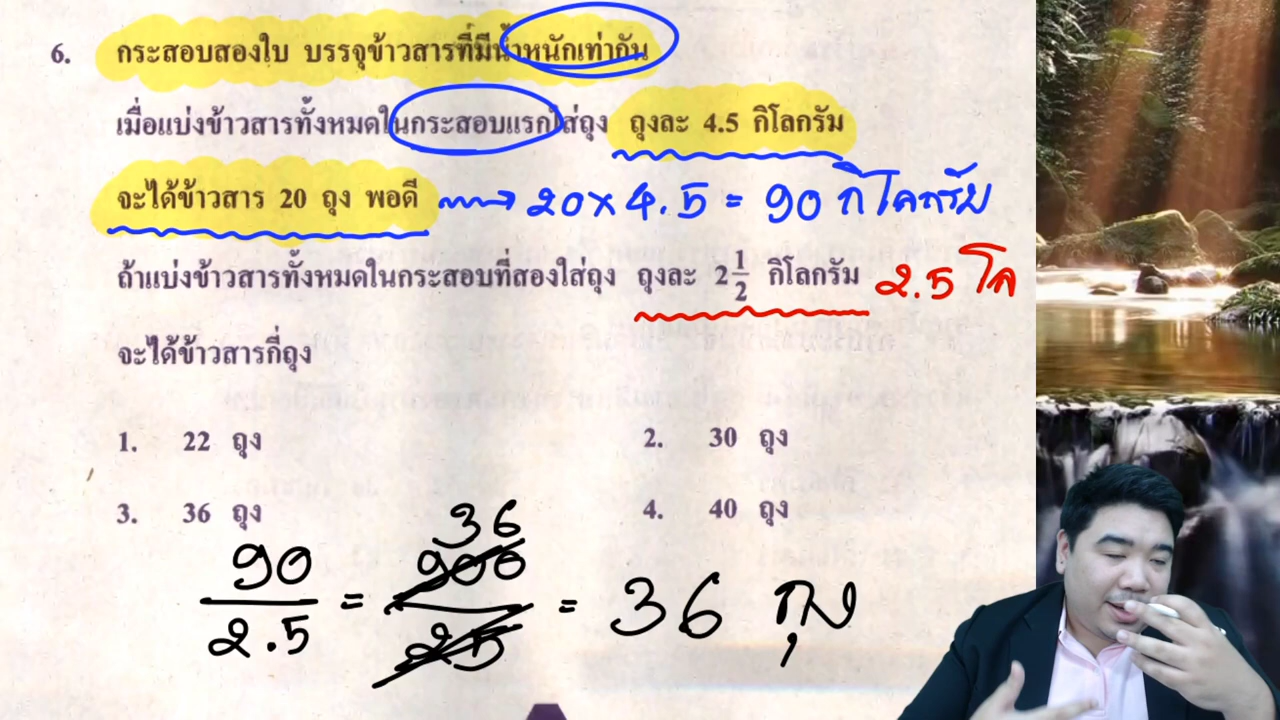 6. กระสอบสองใบ บรรจุข้าวสารที่มีน้ำหนักเท่ากัน
เมื่อแบ่งข้าวสารทั้งหมดในกระสอบแรกใส่ถุง ถุงละ 4.5 กิโลกรัม
จะได้ข้าวสาร 20 ถุง พอดี → 20 × 4.5 = 90 กิโลกรัม
ถ้าแบ่งข้าวสารทั้งหมดในกระสอบที่สองใส่ถุง ถุงละ 2 1/2 กิโลกรัม 2.5 โล
จะได้ข้าวสารกี่ถุง
1. 22 ถุง 2. 30 ถุง
3. 36 ถุง 4. 40 ถุง
36
90/2.5 = 900/25 = 36 ถุง